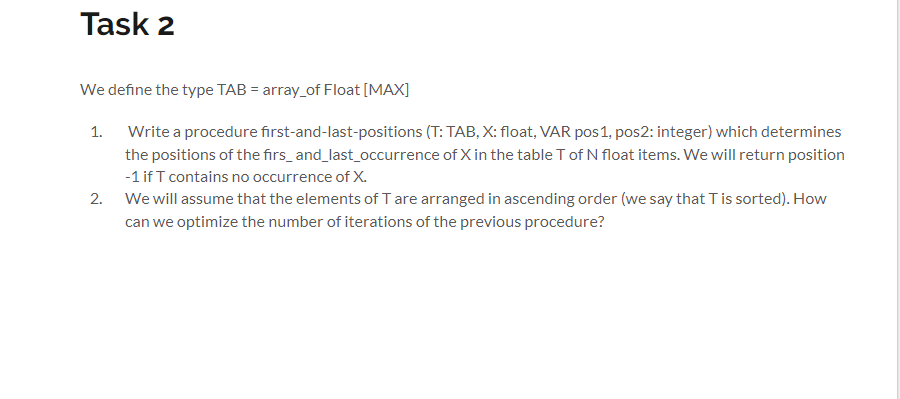 Task 2
We define the type TAB = array_of Float [MAX]
1. Write a procedure first-and-last-positions (T: TAB, X: float, VAR pos1, pos2: integer) which determines
the positions of the firs_ and_last_occurrence of X in the table T of N float items. We will return position
-1 if T contains no occurrence of X.
2. We will assume that the elements of T are arranged in ascending order (we say that T is sorted). How
can we optimize the number of iterations of the previous procedure?